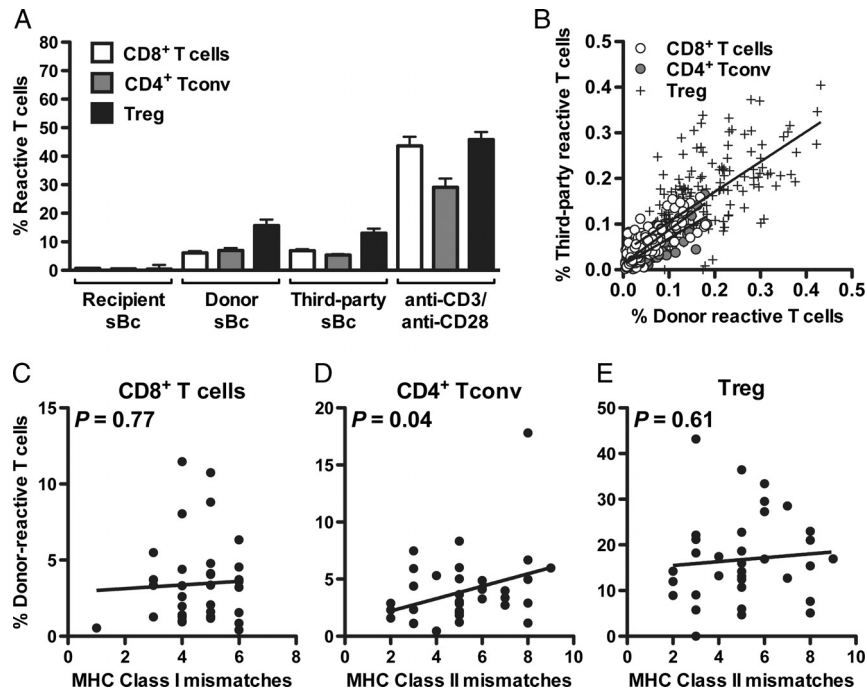 A
% Reactive T cells
80
70
60
50
40
30
20
10
0
CD8+ T cells
CD4+ Tconv
Treg
Recipient sBc
Donor sBc
Third-party sBc
anti-CD3/ anti-CD28
B
% Third-party reactive T cells
0.5
0.4
0.3
0.2
0.1
0.0
CD8+ T cells
CD4+ Tconv
Treg
0.0 0.1 0.2 0.3 0.4 0.5
% Donor reactive T cells
C
CD8+ T cells
P = 0.77
% Donor-reactive T cells
15
10
5
0
0 2 4 6 8
MHC Class I mismatches
D
CD4+ Tconv
P = 0.04
20
15
10
5
0
0 2 4 6 8 10
MHC Class II mismatches
E
Treg
P = 0.61
50
40
30
20
10
0
0 2 4 6 8 10
MHC Class II mismatches